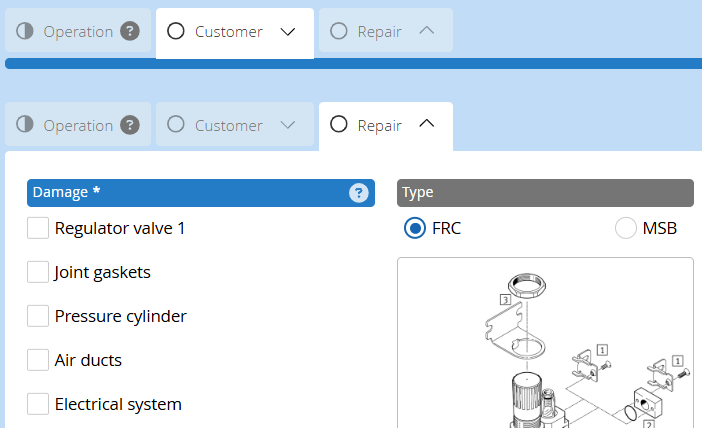 Operation ? Customer Repair
Operation ? Customer Repair
Damage * ?
Type
FRC MSB
Regulator valve 1
Joint gaskets
Pressure cylinder
Air ducts
Electrical system
3
1
1
2